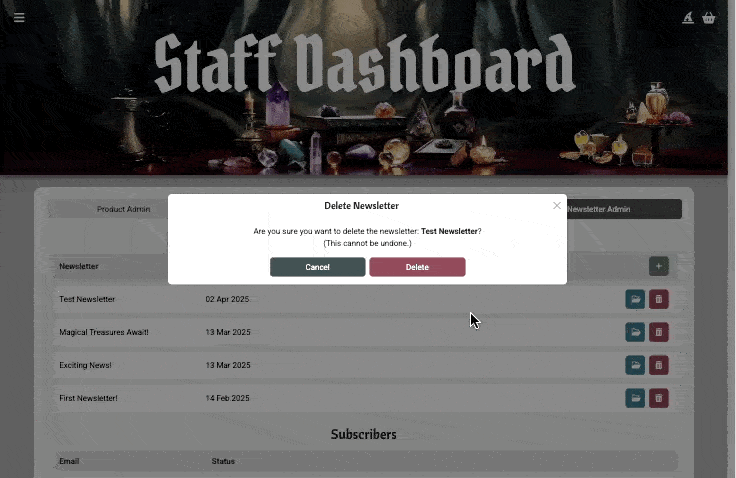 Staff Dashboard
Product Admin
Newsletter Admin
Delete Newsletter
Are you sure you want to delete the newsletter: Test Newsletter?
(This cannot be undone.)
Cancel
Delete
Newsletter
Test Newsletter 02 Apr 2025
Magical Treasures Await! 13 Mar 2025
Exciting News! 13 Mar 2025
First Newsletter! 14 Feb 2025
Subscribers
Email Status